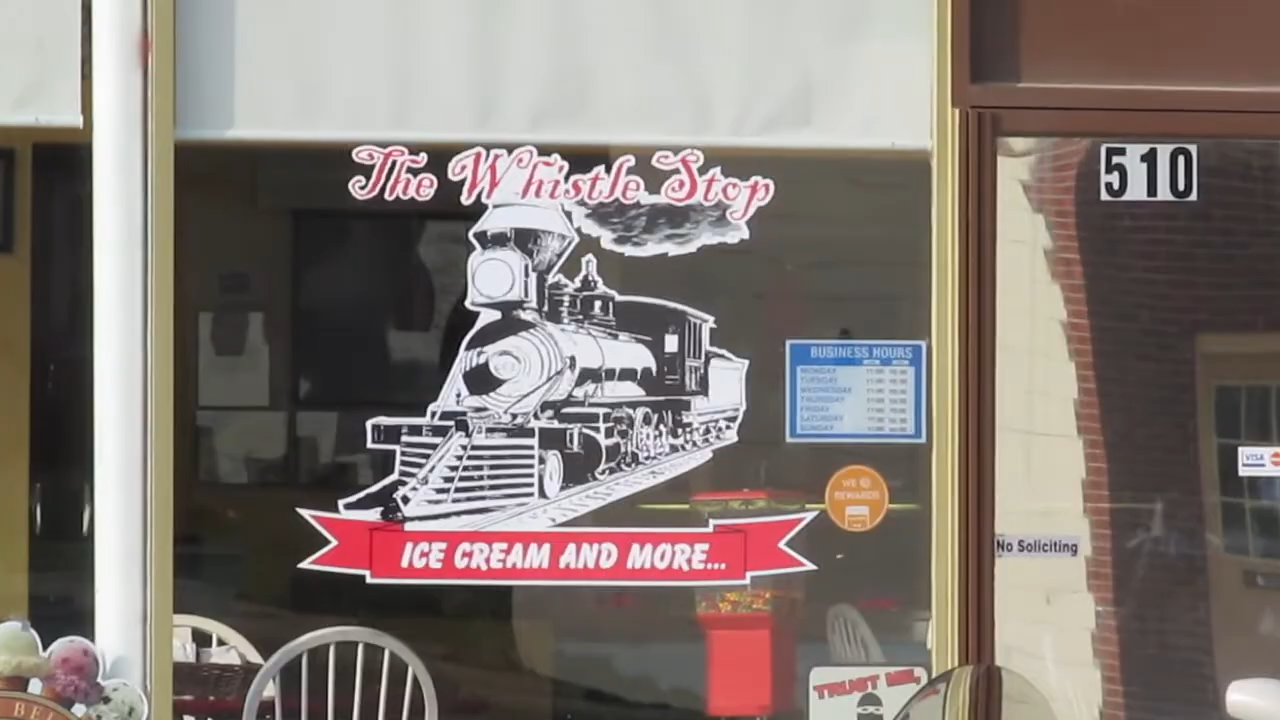 The Whistle Stop
510
BUSINESS HOURS
MONDAY
TUESDAY
WEDNESDAY
THURSDAY
FRIDAY
SATURDAY
SUNDAY
VISA
WE
REWARDS
No Soliciting
ICE CREAM AND MORE...
TRUST ME,
BEL